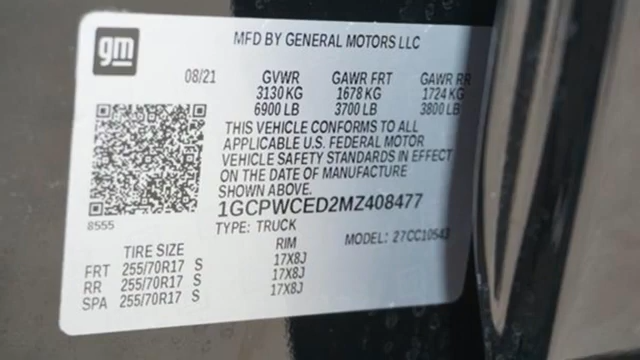 gm
MFD BY GENERAL MOTORS LLC
08/21 GVWR GAWR FRT GAWR RR
3130 KG 1678 KG 1724 KG
6900 LB 3700 LB 3800 LB
THIS VEHICLE CONFORMS TO ALL
APPLICABLE U.S. FEDERAL MOTOR
VEHICLE SAFETY STANDARDS IN EFFECT
ON THE DATE OF MANUFACTURE
SHOWN ABOVE.
1GCPWCED2MZ408477
8555
TYPE: TRUCK MODEL: 27CC10543
TIRE SIZE RIM
FRT 255/70R17 S 17X8J
RR 255/70R17 S 17X8J
SPA 255/70R17 S 17X8J